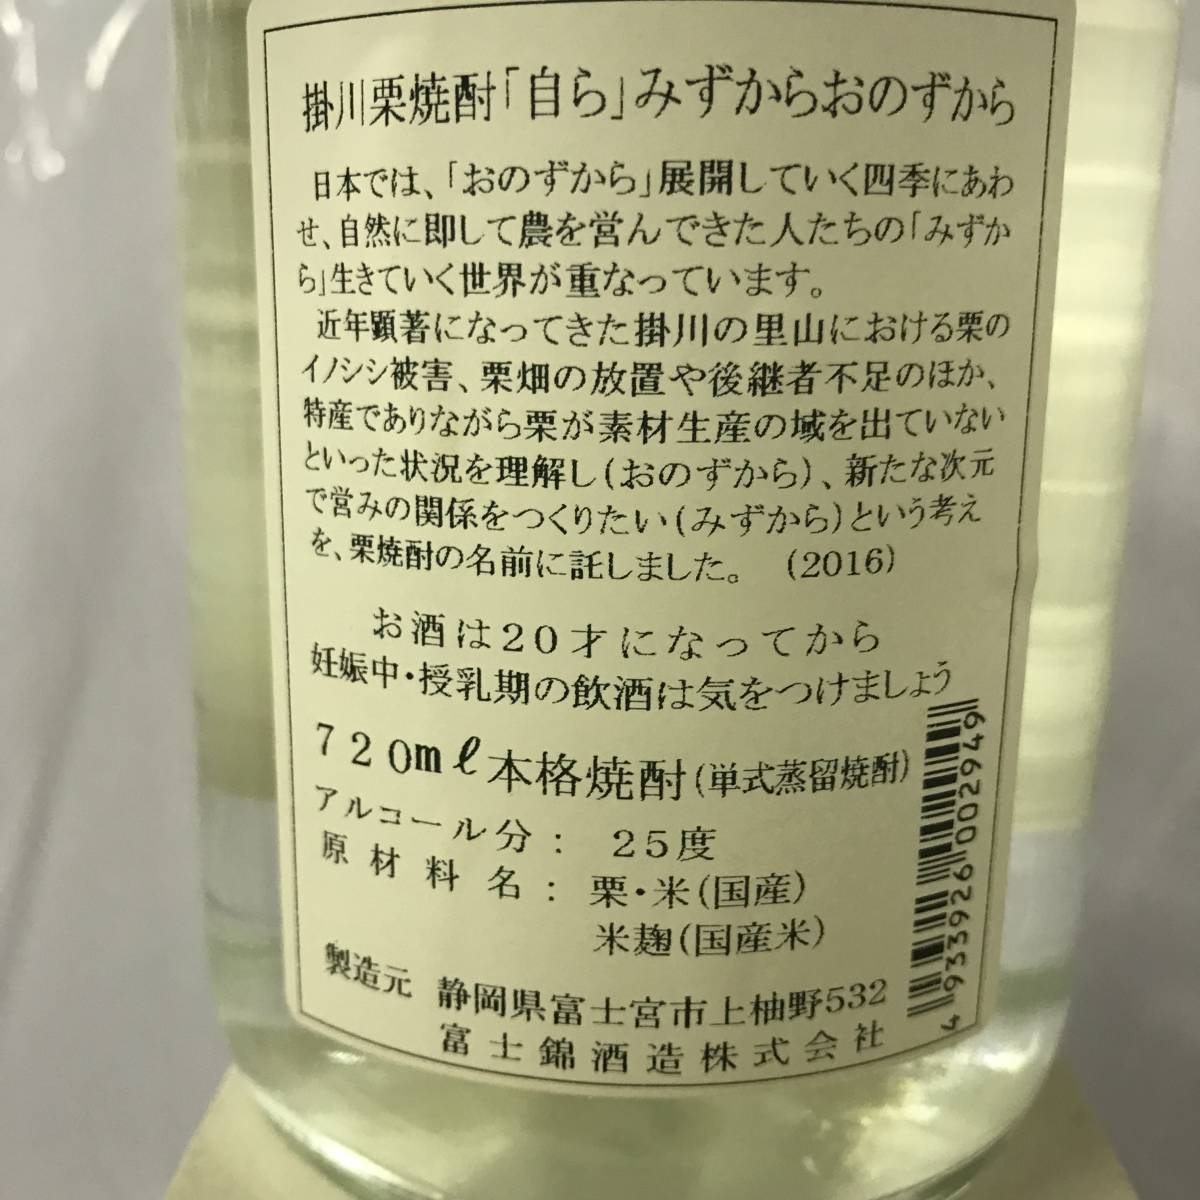 掛川栗焼酎「自ら」みずからおのずから
日本では、「おのずから」展開していく四季にあわ
せ、自然に即して農を営んできた人たちの「みずか
ら」生きていく世界が重なっています。
近年顕著になってきた掛川の里山における栗の
イノシシ被害、栗畑の放置や後継者不足のほか、
特産でありながら栗が素材生産の域を出ていない
といった状況を理解し(おのずから)、新たな次元
で営みの関係をつくりたい(みずから)という考え
を、栗焼酎の名前に託しました。 (2016)
お酒は20才になってから
妊娠中・授乳期の飲酒は気をつけましょう
720mℓ本格焼酎(単式蒸留焼酎)
アルコール分: 25度
原材料名:栗・米(国産)
米麹(国産米)
製造元 静岡県富士宮市上柚野532
富士錦酒造株式会社
4933926002949